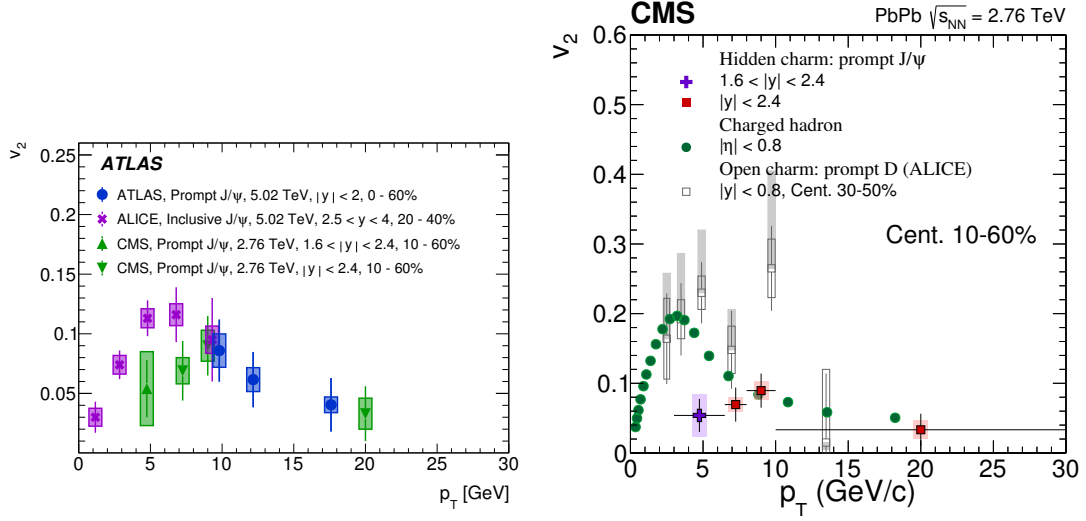 v2
0.25
0.2
0.15
0.1
0.05
ATLAS
ATLAS, Prompt J/ψ, 5.02 TeV, |y| < 2, 0 - 60%
ALICE, Inclusive J/ψ, 5.02 TeV, 2.5 < y < 4, 20 - 40%
CMS, Prompt J/ψ, 2.76 TeV, 1.6 < |y| < 2.4, 10 - 60%
CMS, Prompt J/ψ, 2.76 TeV, |y| < 2.4, 10 - 60%
0 5 10 15 20 25 30
pT [GeV]
CMS PbPb √sNN = 2.76 TeV
v2
0.6
0.5
0.4
0.3
0.2
0.1
0
Hidden charm: prompt J/ψ
1.6 < |y| < 2.4
|y| < 2.4
Charged hadron
|η| < 0.8
Open charm: prompt D (ALICE)
|y| < 0.8, Cent. 30-50%
Cent. 10-60%
0 5 10 15 20 25 30
pT (GeV/c)